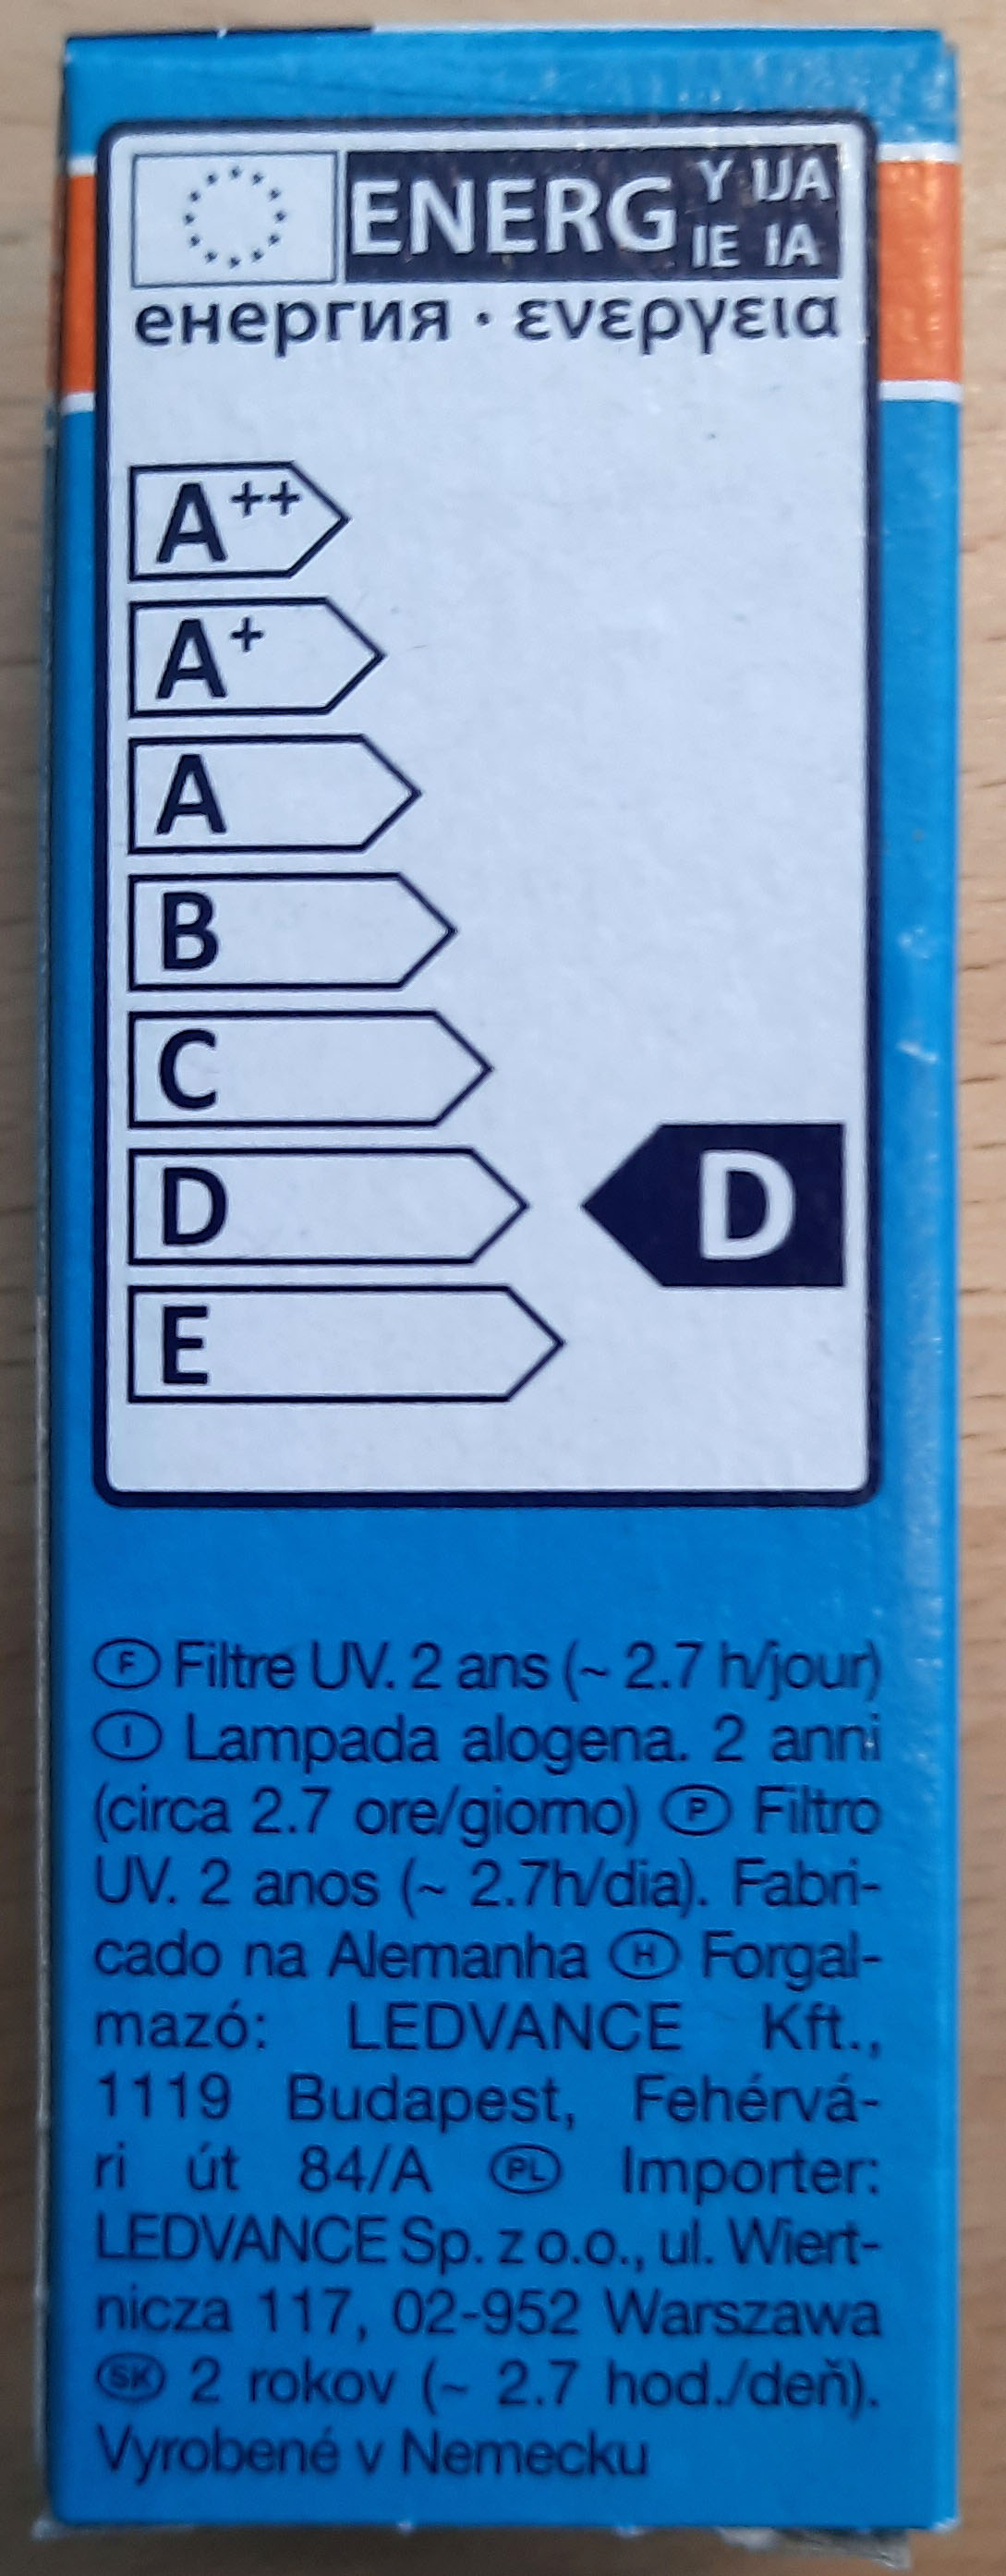 ENERG Y IJA
IE IA
енергия · ενεργεια
A++
A+
A
B
C
D D
E
F Filtre UV. 2 ans (~ 2.7 h/jour)
I Lampada alogena. 2 anni
(circa 2.7 ore/giorno) P Filtro
UV. 2 anos (~ 2.7h/dia). Fabri-
cado na Alemanha H Forgal-
mazó: LEDVANCE Kft.,
1119 Budapest, Fehérvá-
ri út 84/A PL Importer:
LEDVANCE Sp. z o.o., ul. Wiert-
nicza 117, 02-952 Warszawa
SK 2 rokov (~ 2.7 hod./deň).
Vyrobené v Nemecku